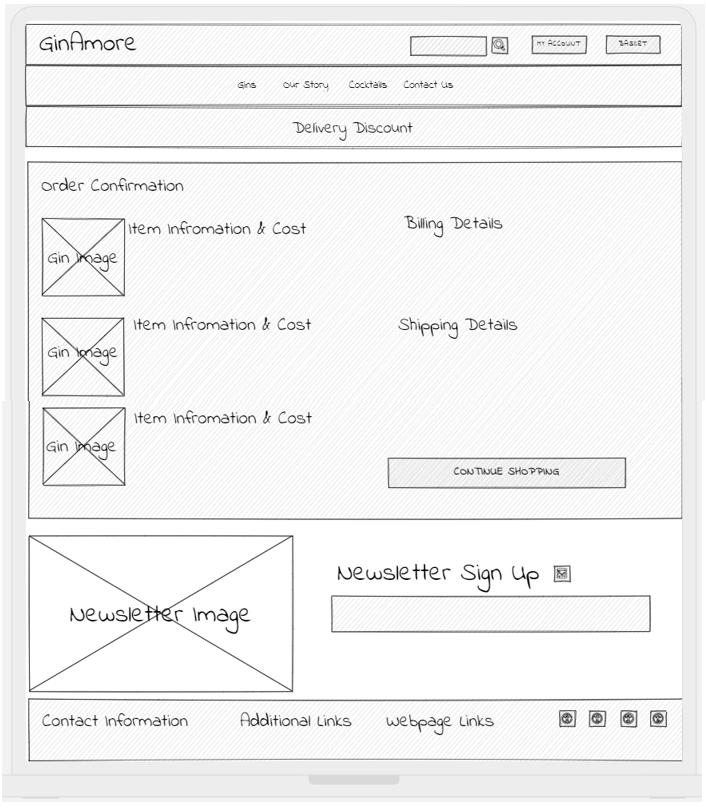 GinAmore
MY ACCOUNT
BASKET
Gins Our Story Cocktails Contact Us
Delivery Discount
Order Confirmation
Item Infromation & Cost
Billing Details
Gin Image
Item Infromation & Cost
Shipping Details
Gin Image
Item Infromation & Cost
Gin Image
CONTINUE SHOPPING
Newsletter Sign Up
Newsletter Image
Contact Information
Additional Links
Webpage Links